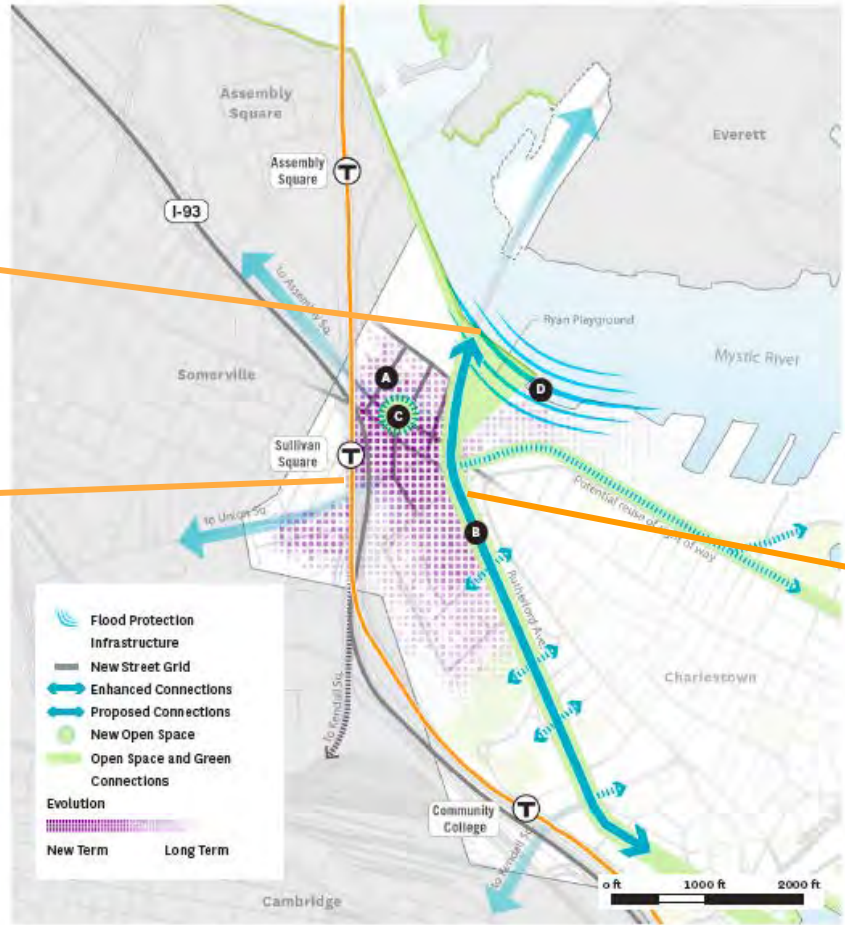 Assembly
Square
Everett
Assembly
Square
T
I-93
to Assembly Sq.
Ryan Playground
Mystic River
Somerville
A
D
C
Sullivan
Square
T
Potential reuse of right of way
to Union Sq.
B
Rutherford Ave.
Flood Protection
Infrastructure
New Street Grid
Enhanced Connections
Proposed Connections
New Open Space
Open Space and Green
Connections
Evolution
New Term Long Term
Charlestown
to Kendall Sq.
Community
College
T
to Kendall Sq.
0 ft 1000 ft 2000 ft
Cambridge